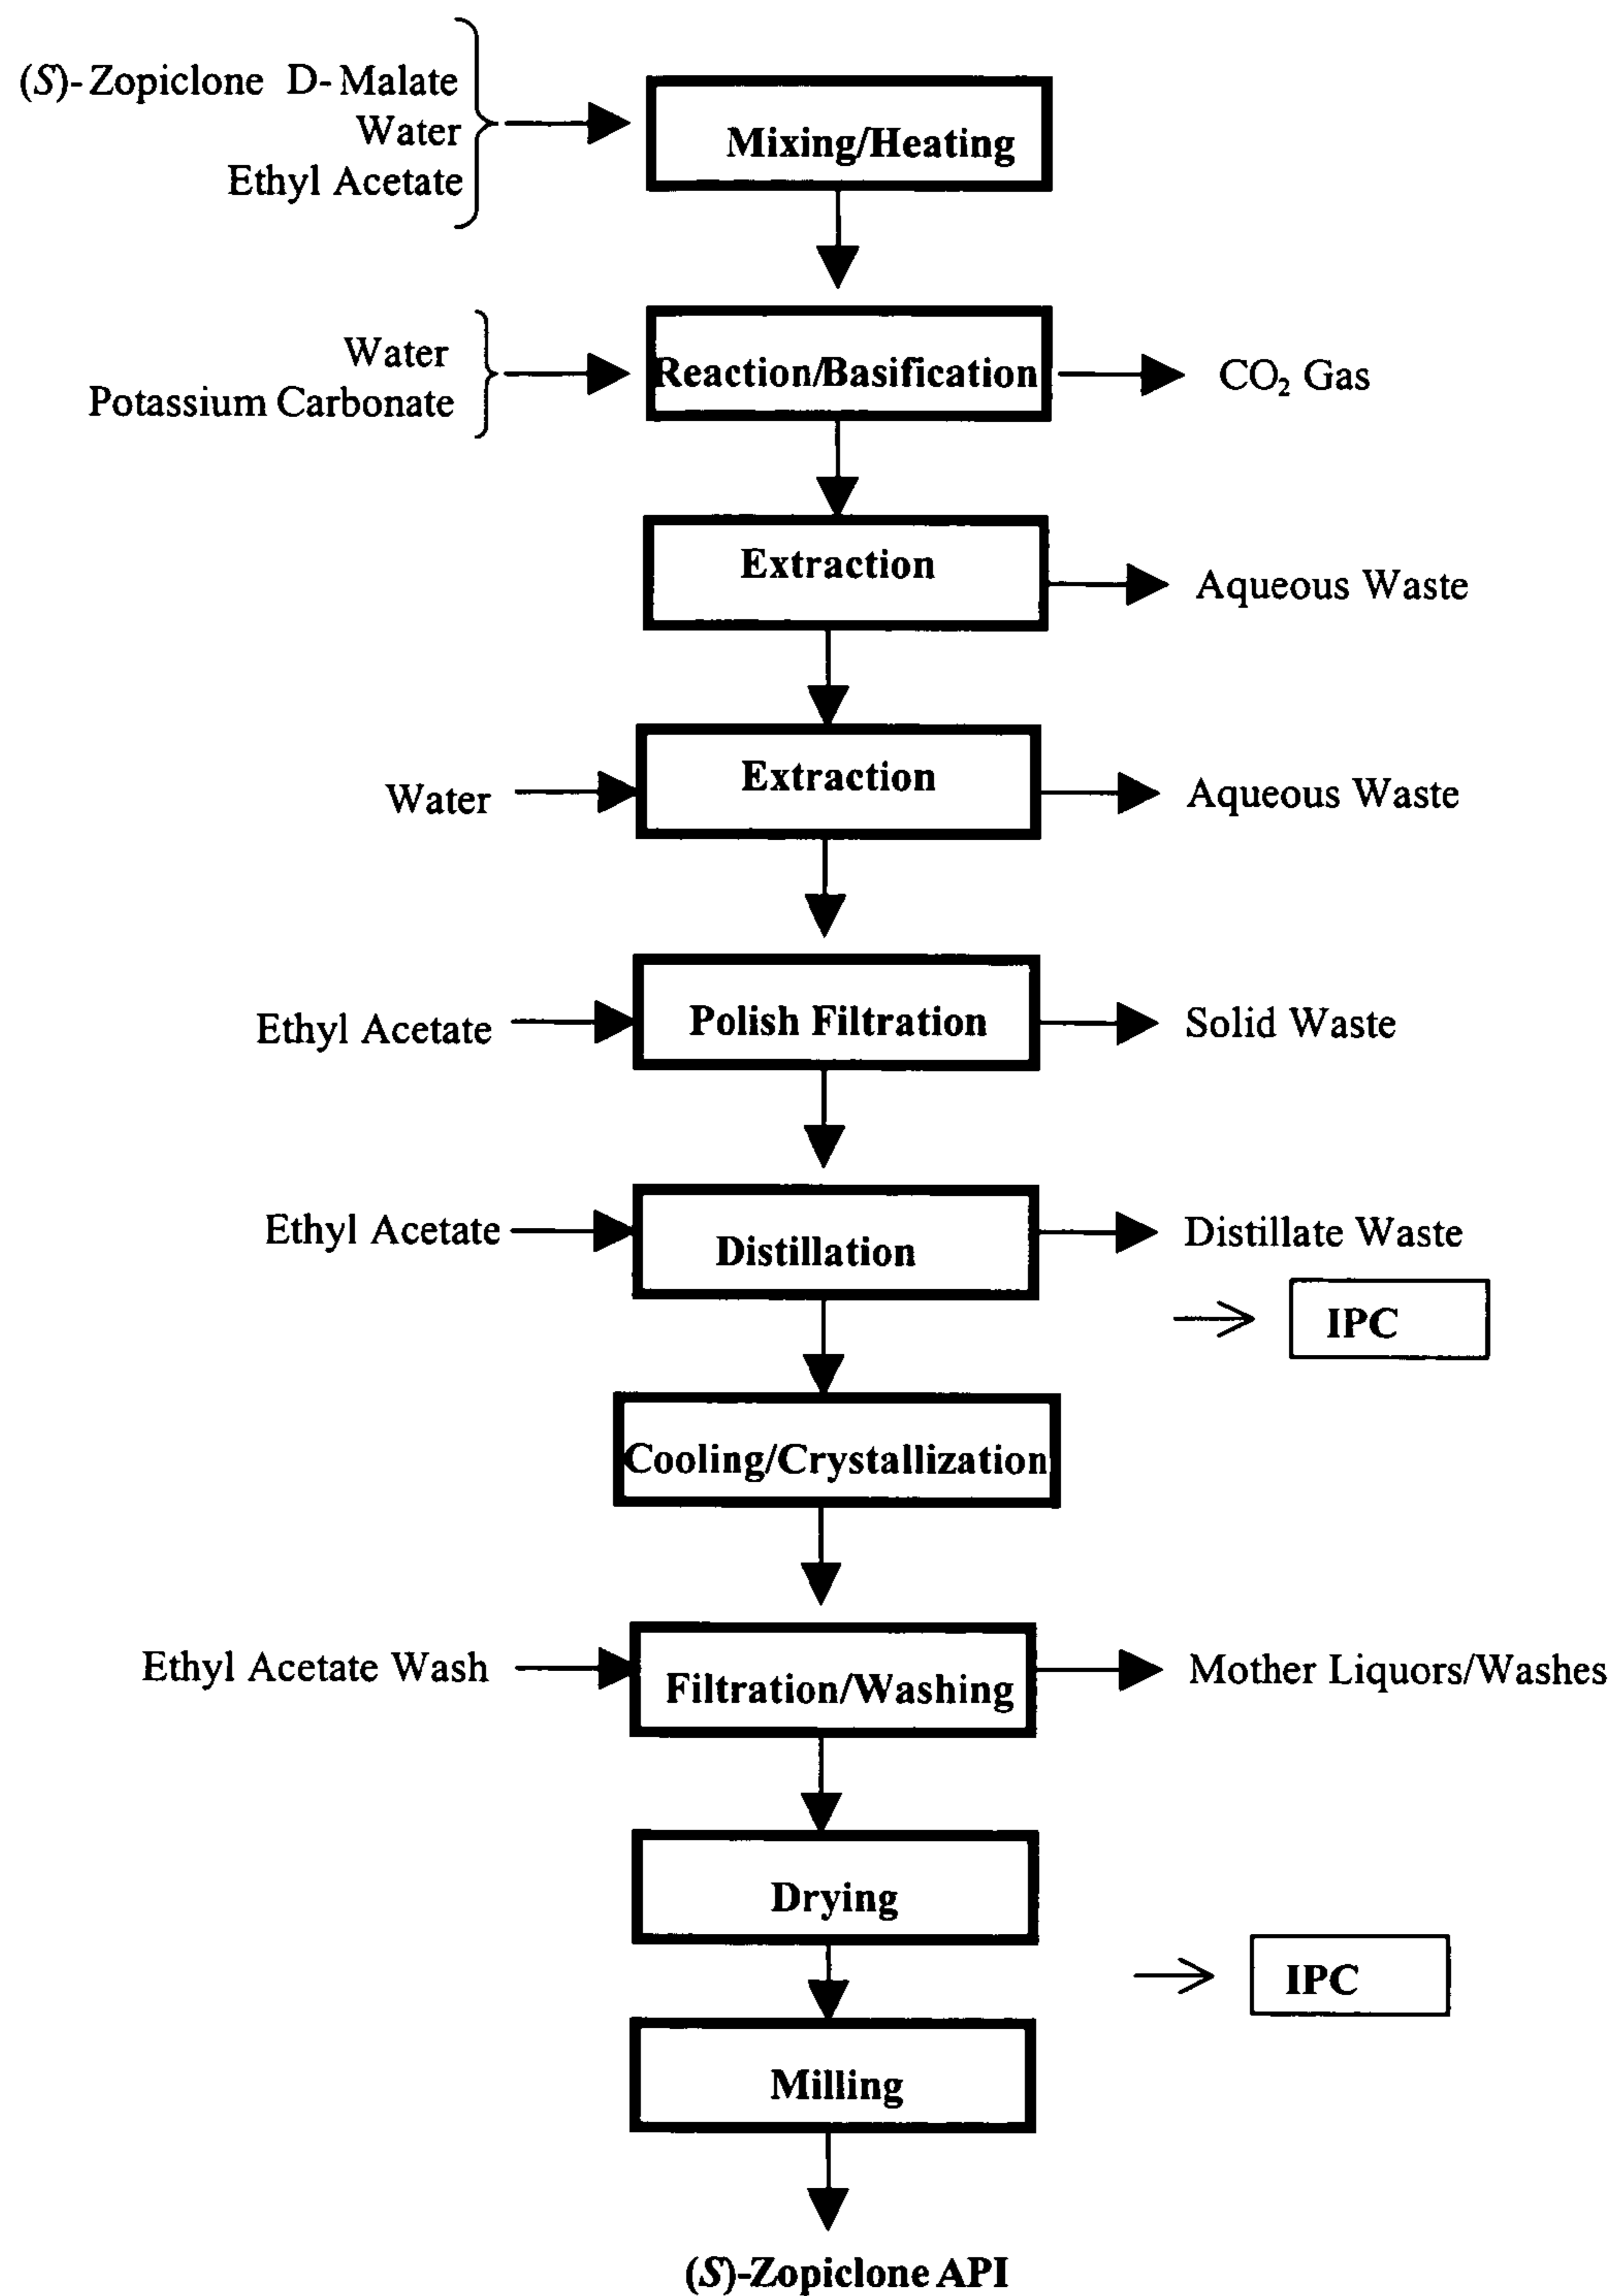 (S)-Zopiclone D-Malate
Water
Ethyl Acetate
Mixing/Heating
Water
Potassium Carbonate
Reaction/Basification
CO₂ Gas
Extraction
Aqueous Waste
Water
Extraction
Aqueous Waste
Ethyl Acetate
Polish Filtration
Solid Waste
Ethyl Acetate
Distillation
Distillate Waste
IPC
Cooling/Crystallization
Ethyl Acetate Wash
Filtration/Washing
Mother Liquors/Washes
Drying
IPC
Milling
(S)-Zopiclone API